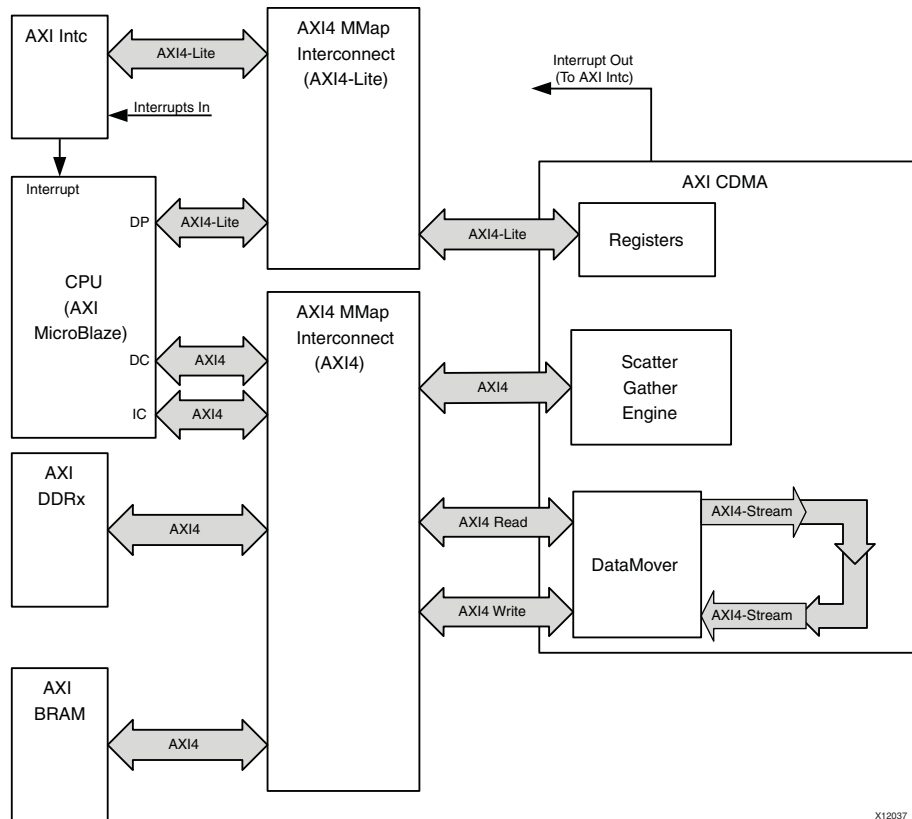 AXI Intc
AXI4-Lite
AXI4 MMap
Interconnect
(AXI4-Lite)
Interrupt Out
(To AXI Intc)
Interrupts In
Interrupt
DP
AXI4-Lite
CPU
(AXI
MicroBlaze)
DC
AXI4
IC
AXI4
AXI4-Lite
AXI CDMA
Registers
AXI4 MMap
Interconnect
(AXI4)
AXI4
Scatter
Gather
Engine
AXI
DDRx
AXI4
AXI4 Read
AXI4 Write
DataMover
AXI4-Stream
AXI4-Stream
AXI
BRAM
AXI4
X12037